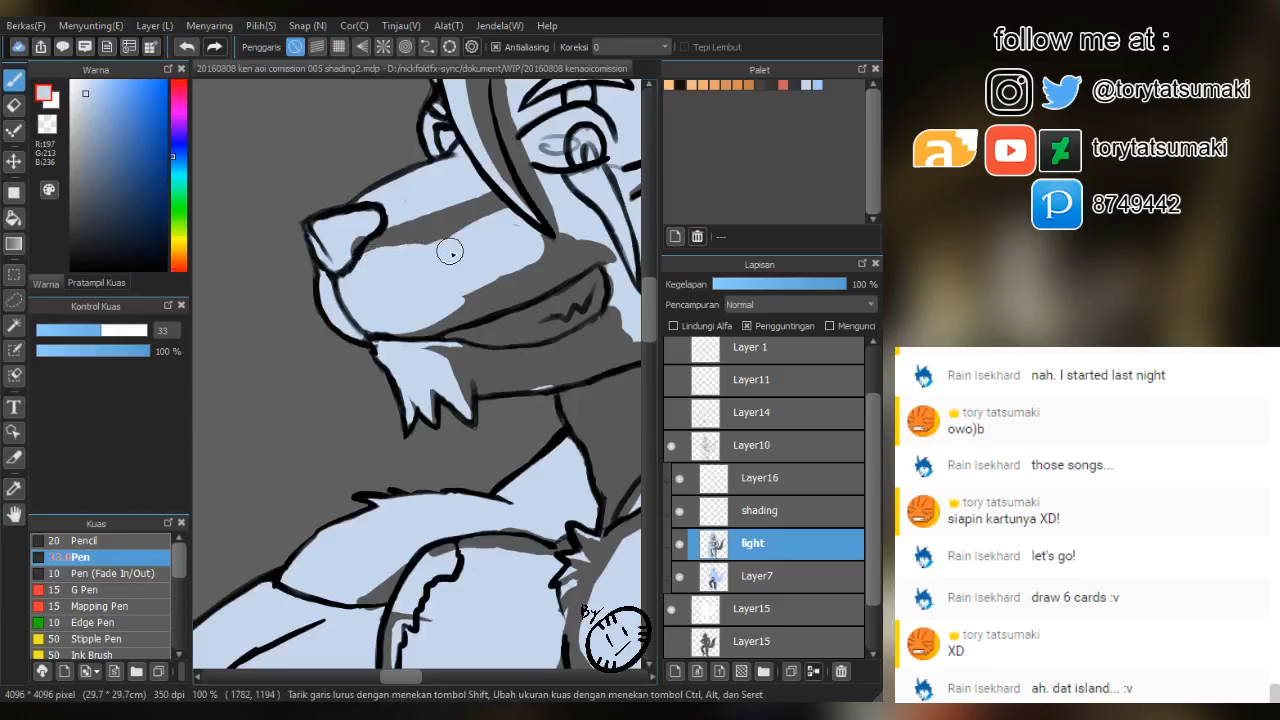 Berkas(F) Menyunting(E) Layer (L) Menyaring Pilih(S) Snap (N) Cor(C) Tinjau(V) Alat(T) Jendela(W) Help
Penggaris Antialiasing Koreksi 0 Tepi Lembut
Warna
20160808 ken aoi comission 005 shading2.mdp - D:/nickfoldfx-sync/dokument/WIP/20160808 kenaoicomission
R:197
G:213
B:236
Warna Pratampil Kuas
Kontrol Kuas
33
100 %
Kuas
20 Pencil
33.0 Pen
10 Pen (Fade In/Out)
15 G Pen
15 Mapping Pen
10 Edge Pen
50 Stipple Pen
50 Ink Brush
By
Palet
---
Lapisan
Kegelapan 100 %
Pencampuran Normal
Lindungi Alfa Pengguntingan Mengunci
Layer 1
Layer11
Layer14
Layer10
Layer16
shading
light
Layer7
Layer15
Layer15
4096 * 4096 pixel (29.7 * 29.7cm) 350 dpi 100 % ( 1782, 1194 ) Tarik garis lurus dengan menekan tombol Shift, Ubah ukuran kuas dengan menekan tombol Ctrl, Alt, dan Seret
follow me at :
@torytatsumaki
a torytatsumaki
P 8749442
Rain Isekhard nah. I started last night
tory tatsumaki
owo)b
Rain Isekhard those songs...
tory tatsumaki
siapin kartunya XD!
Rain Isekhard let's go!
Rain Isekhard draw 6 cards :v
tory tatsumaki
XD
Rain Isekhard ah. dat island... :v